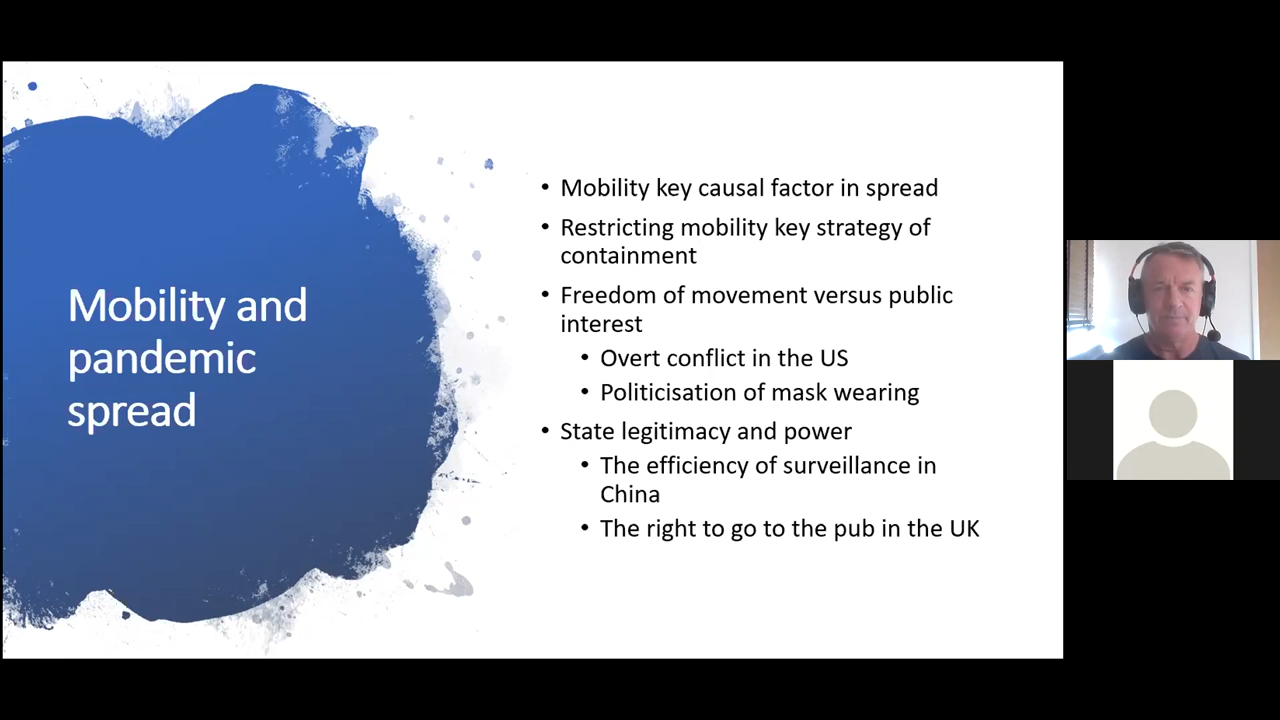 Mobility and
pandemic
spread
• Mobility key causal factor in spread
• Restricting mobility key strategy of
containment
• Freedom of movement versus public
interest
• Overt conflict in the US
• Politicisation of mask wearing
• State legitimacy and power
• The efficiency of surveillance in
China
• The right to go to the pub in the UK